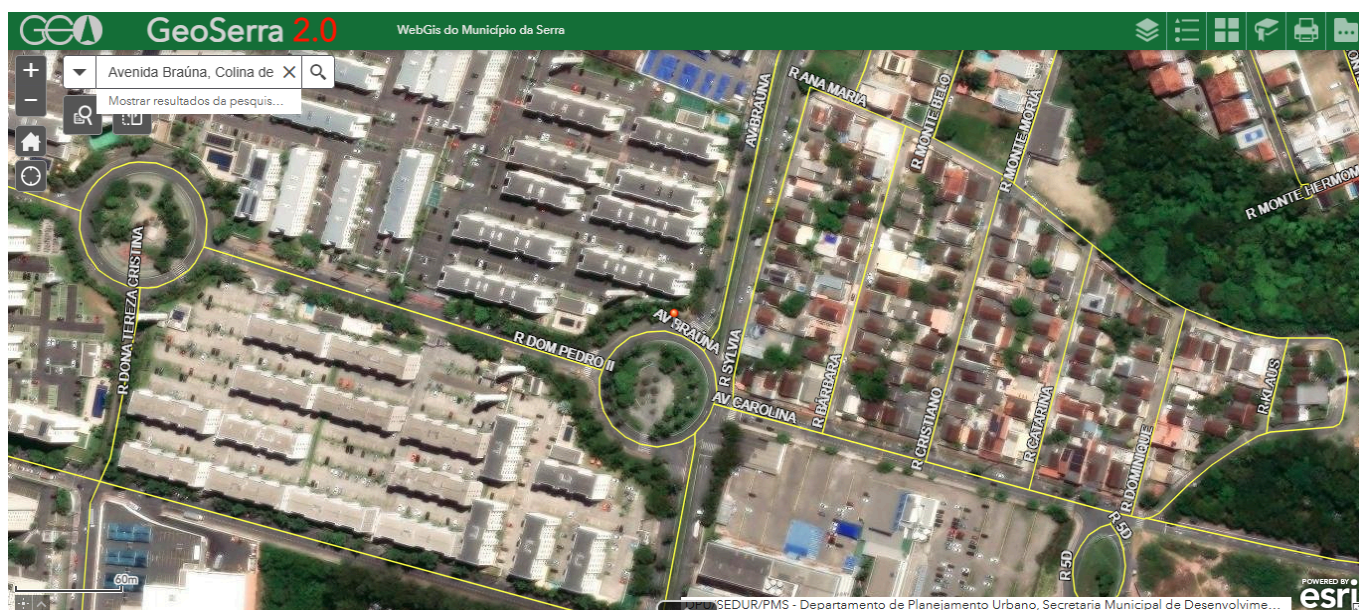 GEO GeoSerra 2.0 WebGis do Município da Serra
Avenida Braúna, Colina de
Mostrar resultados da pesquis...
AV BRAÚNA
R ANA MARIA
R MONTE BELO
R MONTE MORIÁ
R MONTE HERMOM
R DONA TEREZA CRISTINA
R DOM PEDRO II
AV BRAÚNA
R SYLVIA
AV CAROLINA
R BÁRBARA
R CRISTIANO
R CATARINA
R DOMINIQUE
R KLAUS
R 5D
R 5D
60m
POWERED BY
esri
DPU/SEDUR/PMS - Departamento de Planejamento Urbano, Secretaria Municipal de Desenvolvime...